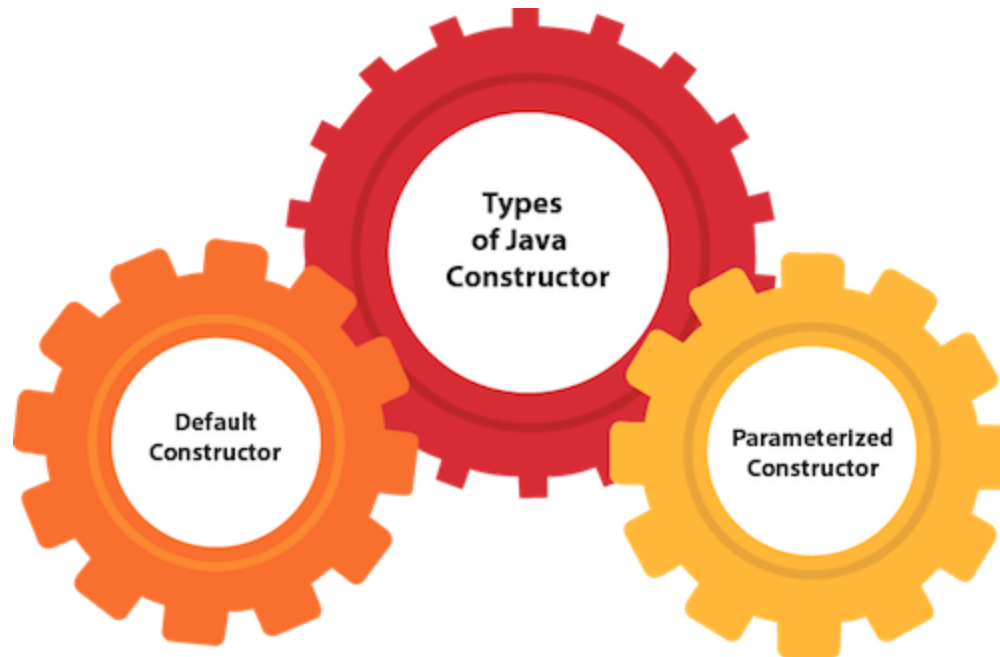 Types
of Java
Constructor
Default
Constructor
Parameterized
Constructor